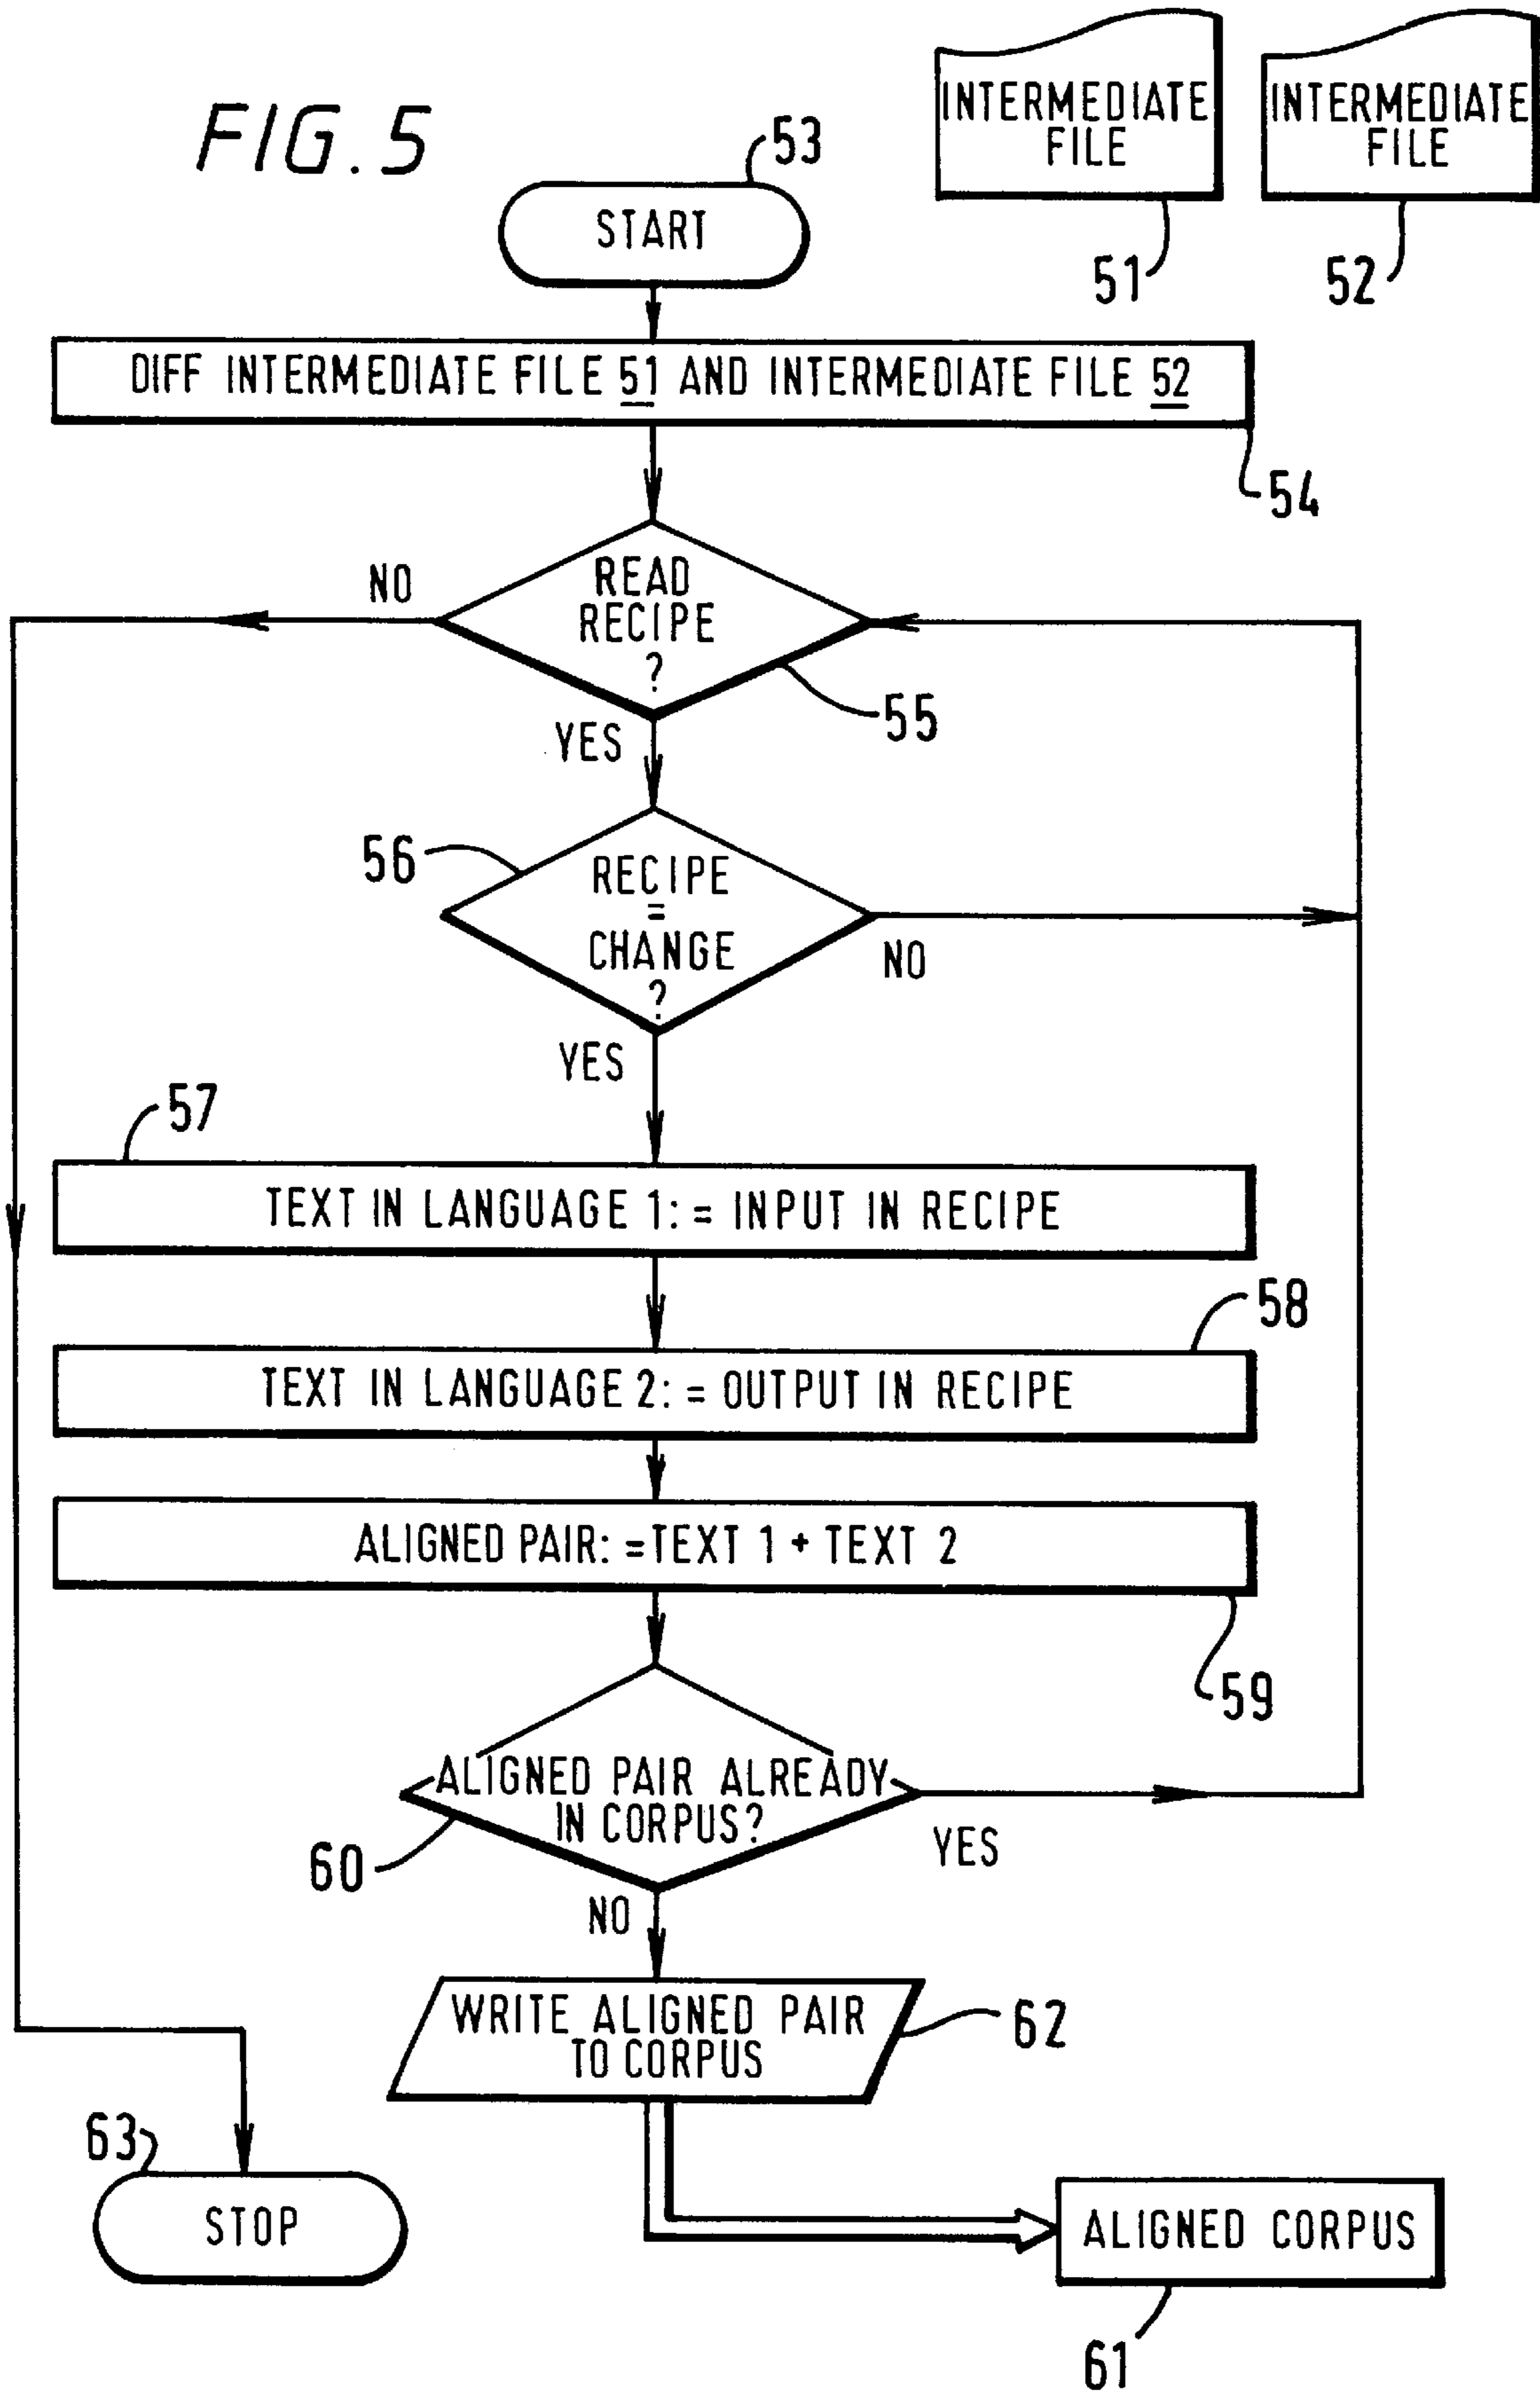 FIG. 5
INTERMEDIATE
FILE
51
INTERMEDIATE
FILE
52
53
START
DIFF INTERMEDIATE FILE 51 AND INTERMEDIATE FILE 52
54
NO
READ
RECIPE
?
55
YES
56
RECIPE
=
CHANGE
?
NO
YES
57
TEXT IN LANGUAGE 1: = INPUT IN RECIPE
58
TEXT IN LANGUAGE 2: = OUTPUT IN RECIPE
ALIGNED PAIR: =TEXT 1 + TEXT 2
59
ALIGNED PAIR ALREADY
IN CORPUS?
60
YES
NO
WRITE ALIGNED PAIR
TO CORPUS
62
63
STOP
ALIGNED CORPUS
61